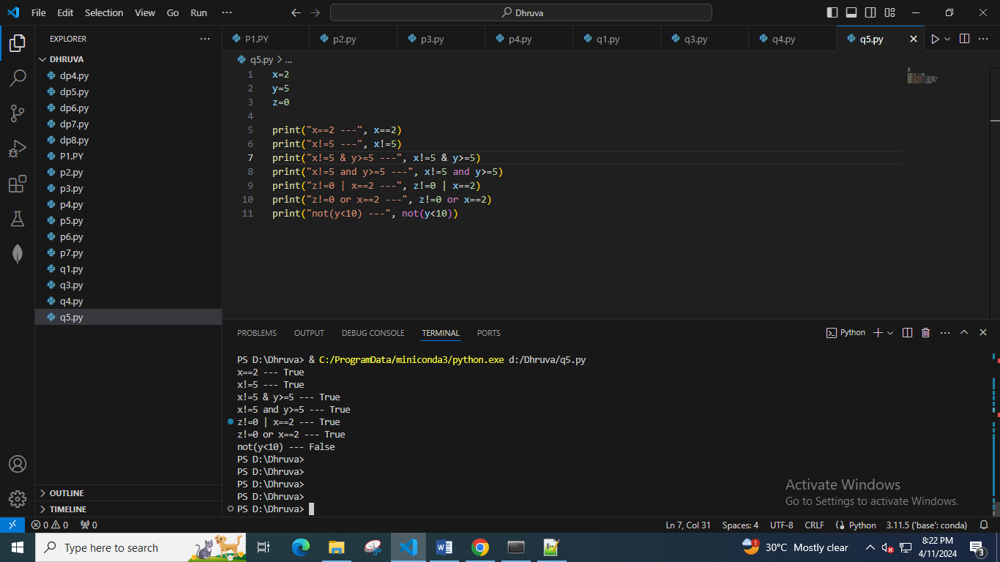 File Edit Selection View Go Run ··· Dhruva
EXPLORER ···
DHRUVA
dp4.py
dp5.py
dp6.py
dp7.py
dp8.py
P1.PY
p2.py
p3.py
p4.py
p5.py
p6.py
p7.py
q1.py
q3.py
q4.py
q5.py
OUTLINE
TIMELINE
P1.PY p2.py p3.py p4.py q1.py q3.py q4.py q5.py
q5.py > ...
1 x=2
2 y=5
3 z=0
4
5 print("x==2 ---", x==2)
6 print("x!=5 ---", x!=5)
7 print("x!=5 & y>=5 ---", x!=5 & y>=5)
8 print("x!=5 and y>=5 ---", x!=5 and y>=5)
9 print("z!=0 | x==2 ---", z!=0 | x==2)
10 print("z!=0 or x==2 ---", z!=0 or x==2)
11 print("not(y<10) ---", not(y<10))
PROBLEMS OUTPUT DEBUG CONSOLE TERMINAL PORTS Python
PS D:\Dhruva> & C:/ProgramData/miniconda3/python.exe d:/Dhruva/q5.py
x==2 --- True
x!=5 --- True
x!=5 & y>=5 --- True
x!=5 and y>=5 --- True
z!=0 | x==2 --- True
z!=0 or x==2 --- True
not(y<10) --- False
PS D:\Dhruva>
PS D:\Dhruva>
PS D:\Dhruva>
PS D:\Dhruva>
PS D:\Dhruva>
Activate Windows
Go to Settings to activate Windows.
0 0 0 Ln 7, Col 31 Spaces: 4 UTF-8 CRLF Python 3.11.5 ('base': conda)
Type here to search 1 30°C Mostly clear 8:22 PM 3
4/11/2024